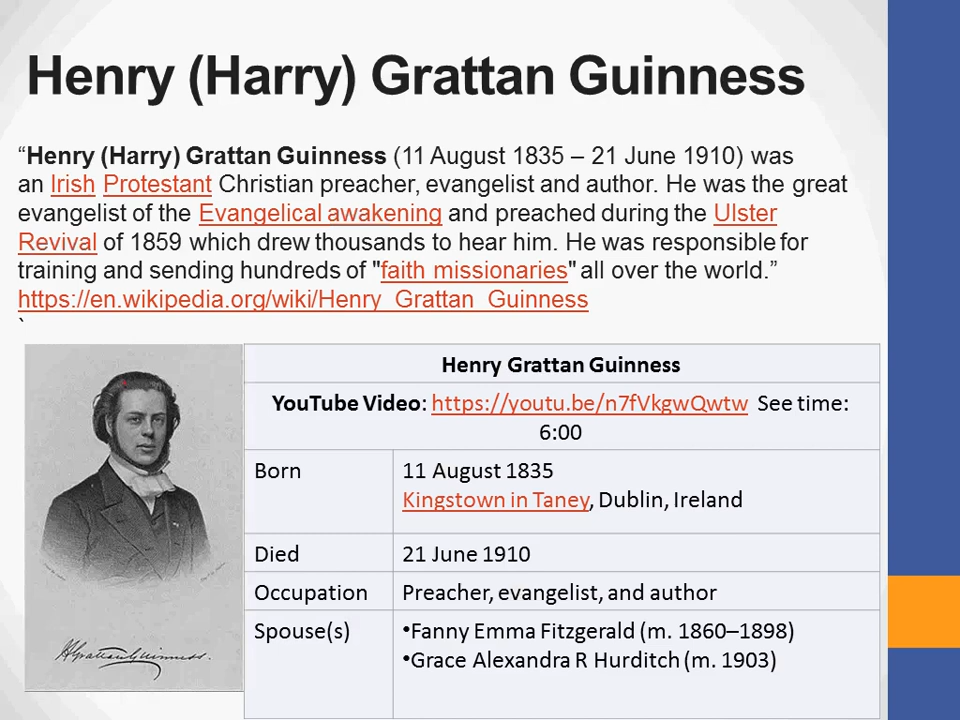 Henry (Harry) Grattan Guinness
“Henry (Harry) Grattan Guinness (11 August 1835 – 21 June 1910) was
an Irish Protestant Christian preacher, evangelist and author. He was the great
evangelist of the Evangelical awakening and preached during the Ulster
Revival of 1859 which drew thousands to hear him. He was responsible for
training and sending hundreds of "faith missionaries" all over the world.”
https://en.wikipedia.org/wiki/Henry_Grattan_Guinness
`
H Grattan Guinness.
Henry Grattan Guinness
YouTube Video: https://youtu.be/n7fVkgwQwtw See time:
6:00
Born
11 August 1835
Kingstown in Taney, Dublin, Ireland
Died
21 June 1910
Occupation
Preacher, evangelist, and author
Spouse(s)
•Fanny Emma Fitzgerald (m. 1860–1898)
•Grace Alexandra R Hurditch (m. 1903)